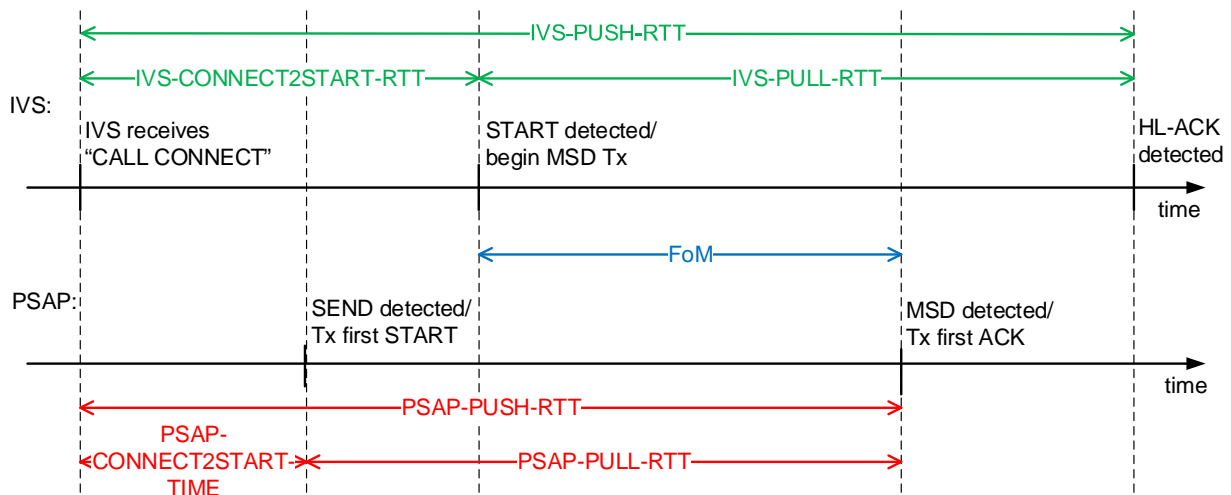 IVS-PUSH-RTT
IVS-CONNECT2START-RTT
IVS-PULL-RTT
IVS:
IVS receives
“CALL CONNECT”
START detected/
begin MSD Tx
HL-ACK
detected
time
FoM
PSAP:
SEND detected/
Tx first START
MSD detected/
Tx first ACK
time
PSAP-PUSH-RTT
PSAP-
CONNECT2START-
TIME
PSAP-PULL-RTT